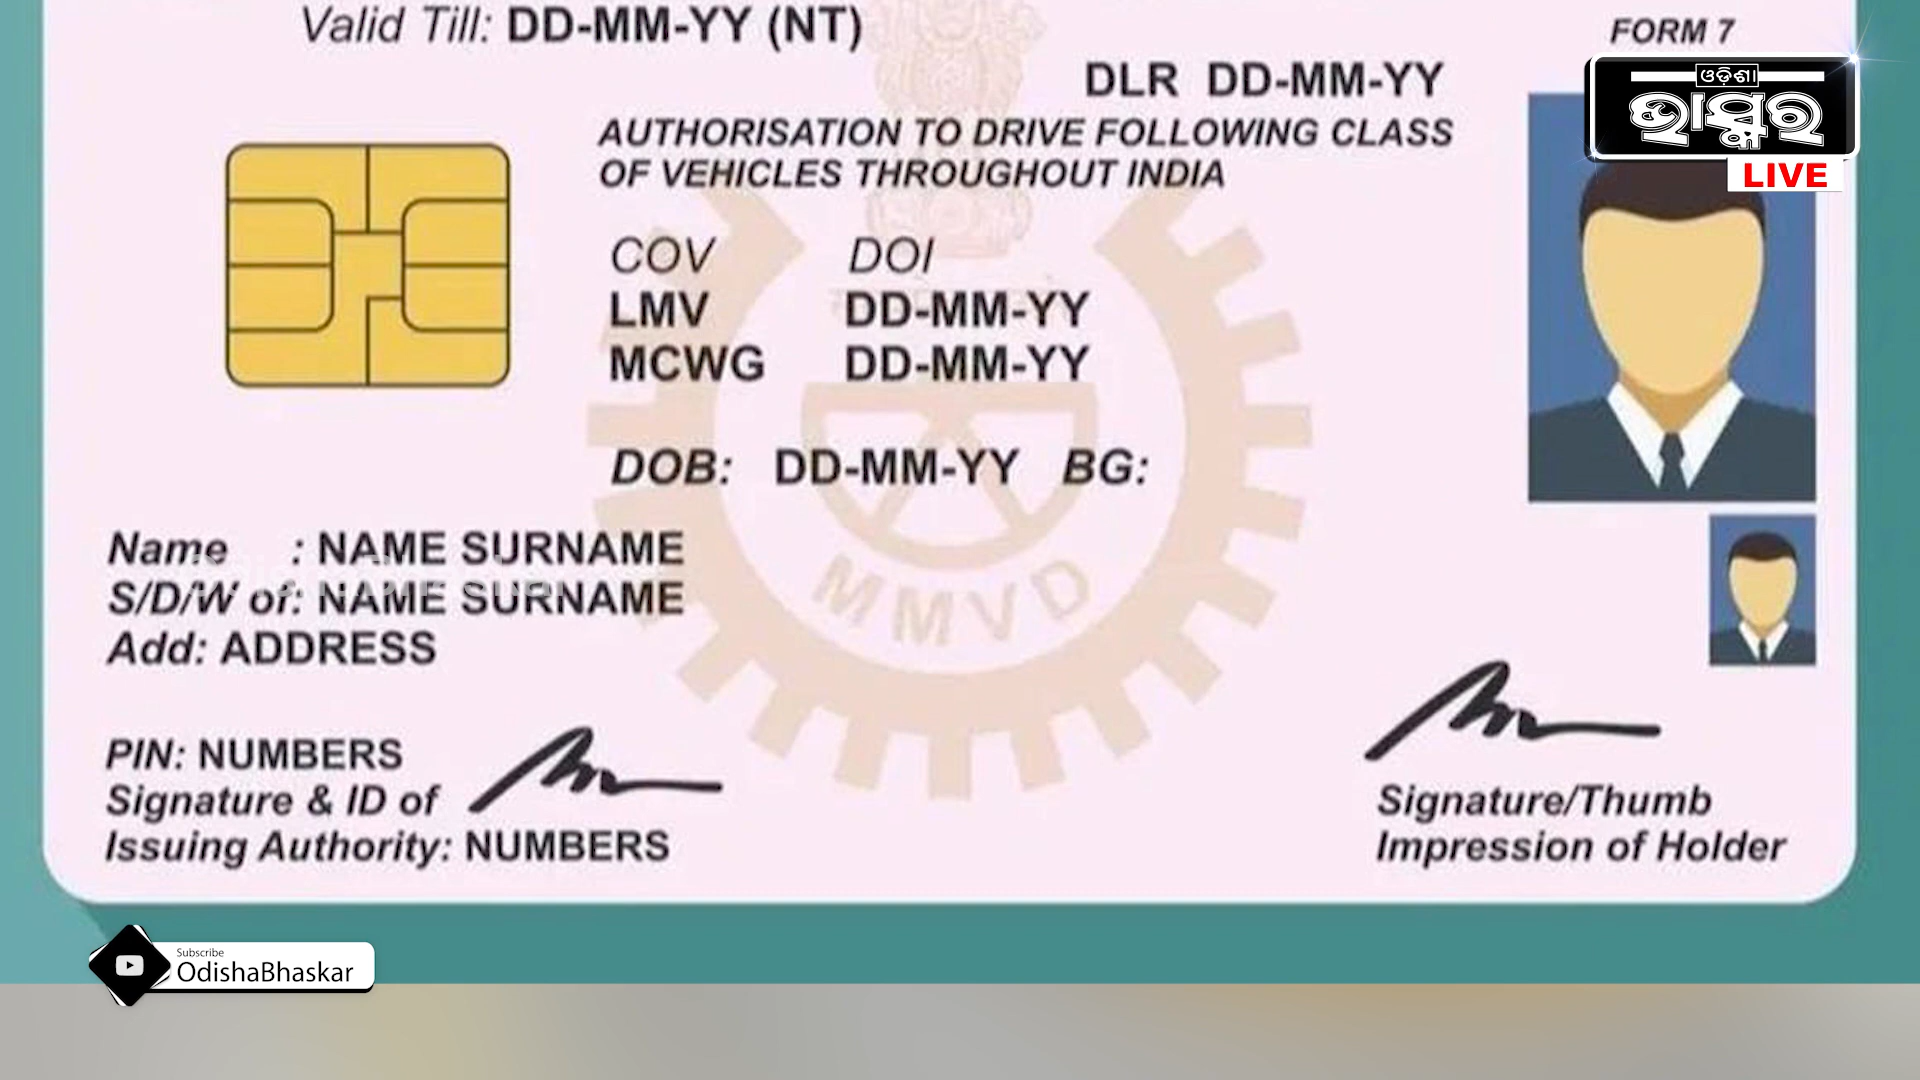 Valid Till: DD-MM-YY (NT)
FORM 7
DLR DD-MM-YY
ଓଡ଼ିଶା
ଭାସ୍କର
LIVE
AUTHORISATION TO DRIVE FOLLOWING CLASS
OF VEHICLES THROUGHOUT INDIA
COV DOI
LMV DD-MM-YY
MCWG DD-MM-YY
DOB: DD-MM-YY BG:
Name : NAME SURNAME
S/D/W of: NAME SURNAME
Add: ADDRESS
MMVD
PIN: NUMBERS
Signature & ID of
Issuing Authority: NUMBERS
Signature/Thumb
Impression of Holder
Subscribe
OdishaBhaskar